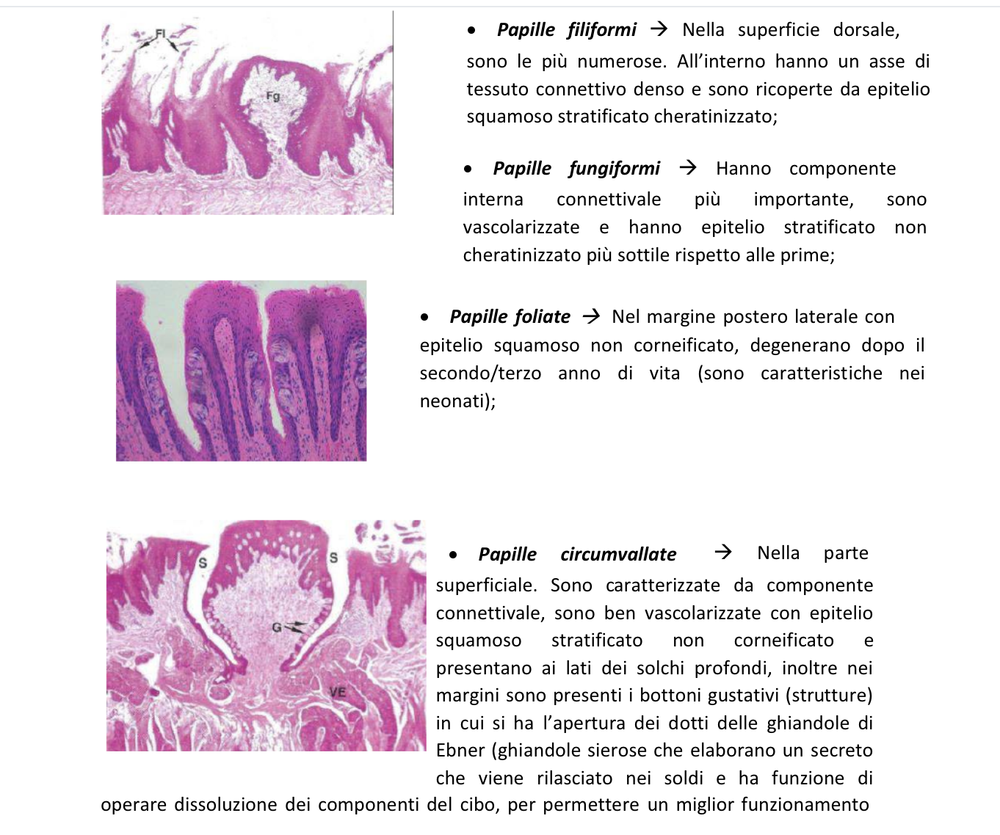 Fl
Fg
• Papille filiformi → Nella superficie dorsale,
sono le più numerose. All’interno hanno un asse di
tessuto connettivo denso e sono ricoperte da epitelio
squamoso stratificato cheratinizzato;
• Papille fungiformi → Hanno componente
interna connettivale più importante, sono
vascolarizzate e hanno epitelio stratificato non
cheratinizzato più sottile rispetto alle prime;
• Papille foliate → Nel margine postero laterale con
epitelio squamoso non corneificato, degenerano dopo il
secondo/terzo anno di vita (sono caratteristiche nei
neonati);
S
S
G
VE
• Papille circumvallate → Nella parte
superficiale. Sono caratterizzate da componente
connettivale, sono ben vascolarizzate con epitelio
squamoso stratificato non corneificato e
presentano ai lati dei solchi profondi, inoltre nei
margini sono presenti i bottoni gustativi (strutture)
in cui si ha l’apertura dei dotti delle ghiandole di
Ebner (ghiandole sierose che elaborano un secreto
che viene rilasciato nei soldi e ha funzione di
operare dissoluzione dei componenti del cibo, per permettere un miglior funzionamento